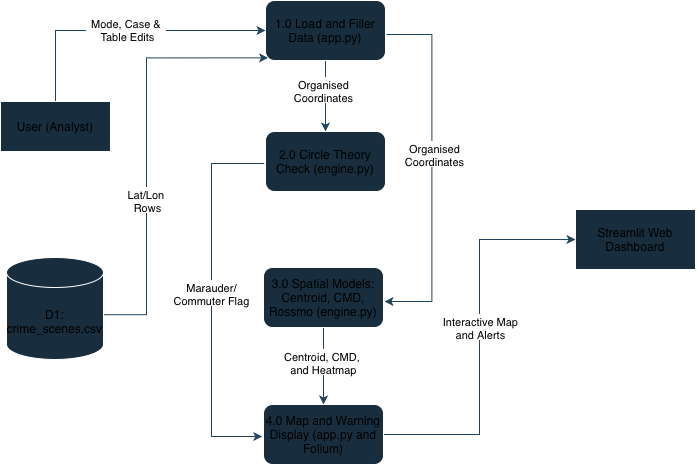 1.0 Load and Filler
Data (app.py)
Mode, Case &
Table Edits
Organised
Coordinates
User (Analyst)
2.0 Circle Theory
Check (engine.py)
Organised
Coordinates
Lat/Lon
Rows
Streamlit Web
Dashboard
D1:
crime_scenes.csv
Marauder/
Commuter Flag
3.0 Spatial Models:
Centroid, CMD,
Rossmo (engine.py)
Interactive Map
and Alerts
Centroid, CMD,
and Heatmap
4.0 Map and Warning
Display (app.py and
Folium)